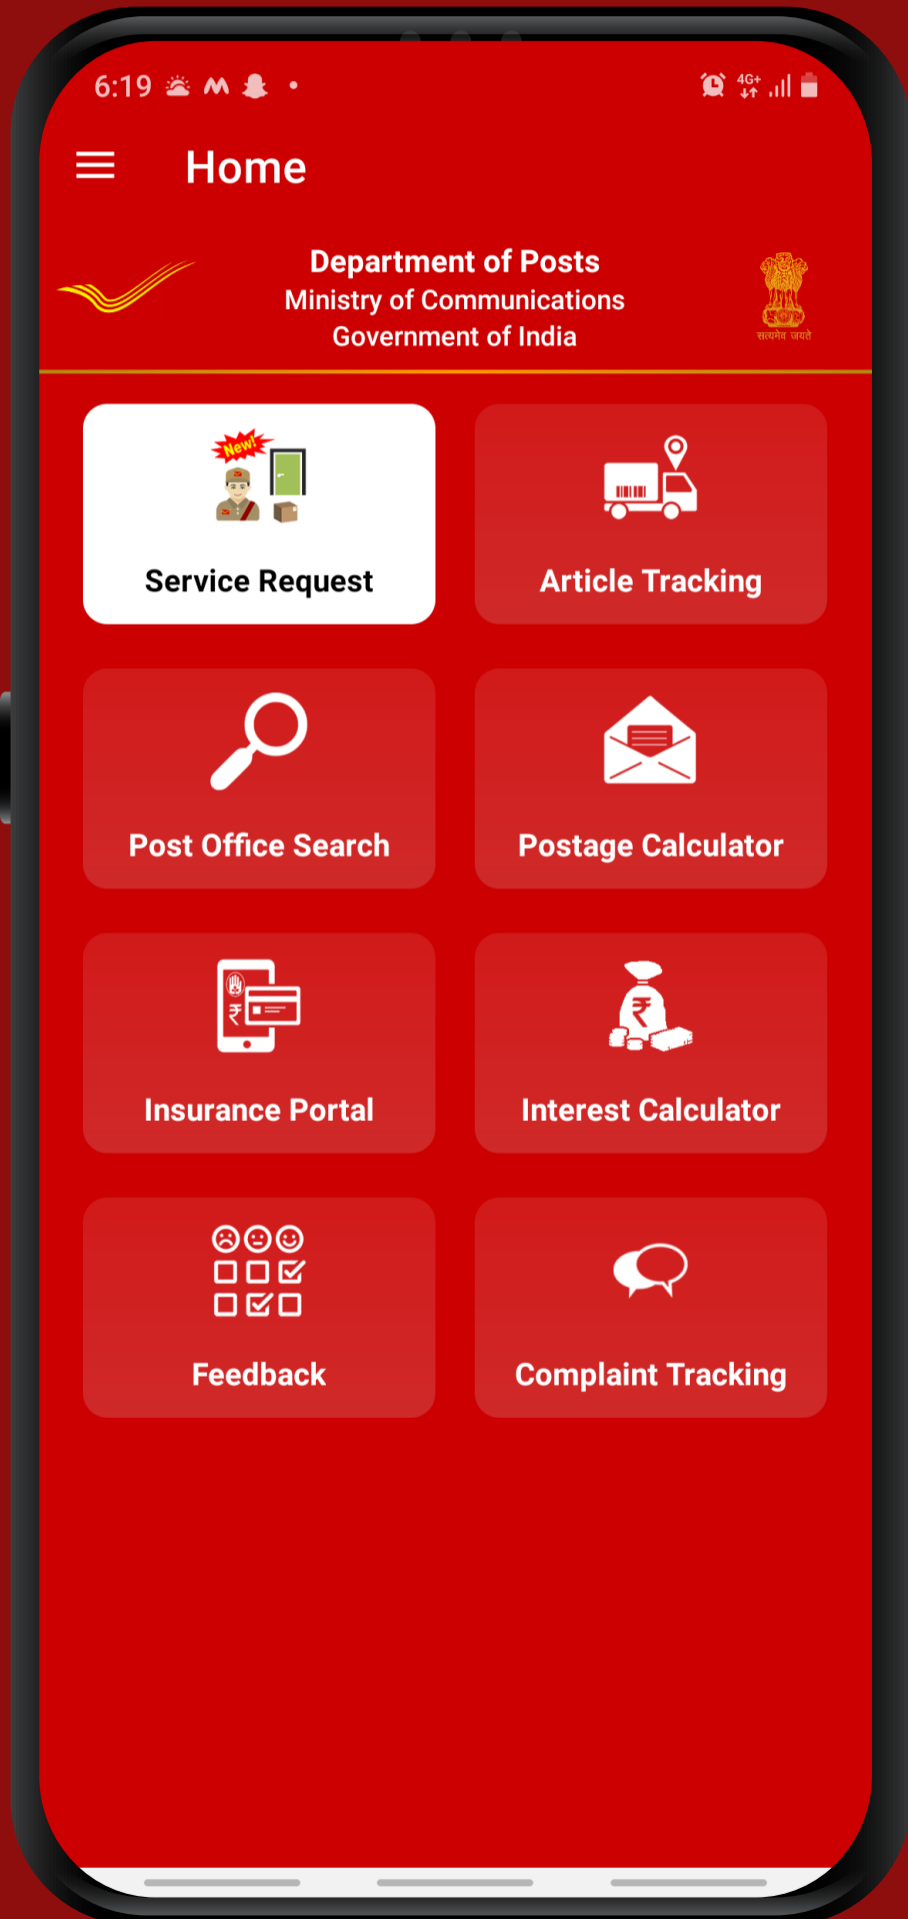 6:19
4G+
Home
Department of Posts
Ministry of Communications
Government of India
सत्यमेव जयते
New!
Service Request
Article Tracking
Post Office Search
Postage Calculator
₹
Insurance Portal
₹
Interest Calculator
Feedback
Complaint Tracking